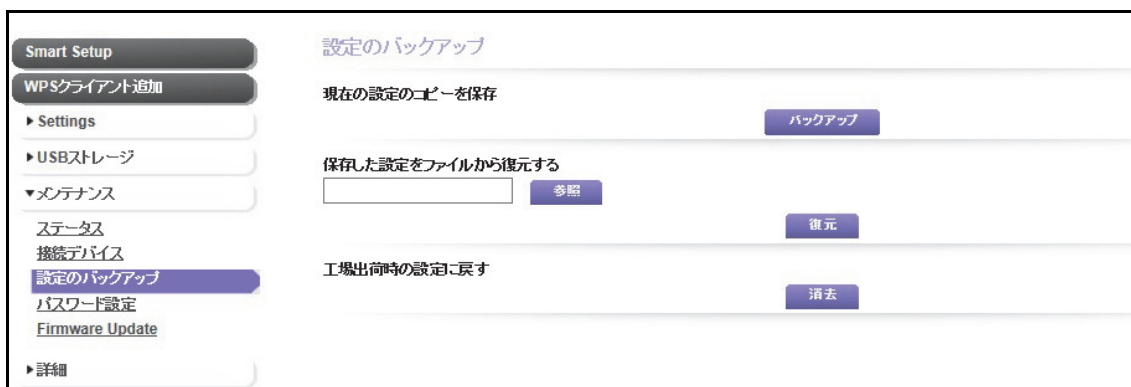 Smart Setup
WPSクライアント追加
▶ Settings
▶ USBストレージ
▼メンテナンス
ステータス
接続デバイス
設定のバックアップ
パスワード設定
Firmware Update
▶詳細
設定のバックアップ
現在の設定のコピーを保存
バックアップ
保存した設定をファイルから復元する
参照
復元
工場出荷時の設定に戻す
消去